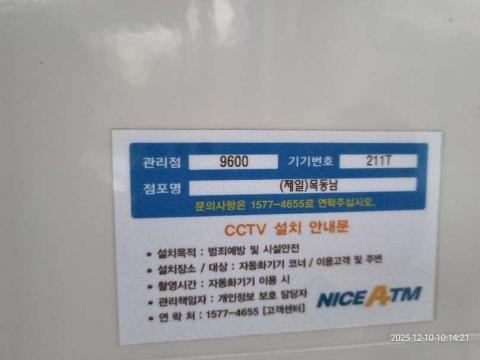 관리점 9600 기기번호 211T
점포명 (제일)목동남
문의사항은 1577-4655로 연락주십시오.
CCTV 설치 안내문
• 설치목적 : 범죄예방 및 시설안전
• 설치장소 / 대상 : 자동화기기 코너 / 이용고객 및 주변
• 촬영시간 : 자동화기기 이용 시
• 관리책임자 : 개인정보 보호 담당자
• 연 락 처 : 1577-4655 [고객센터]
NICE ATM
2025-12-10 10:14:21